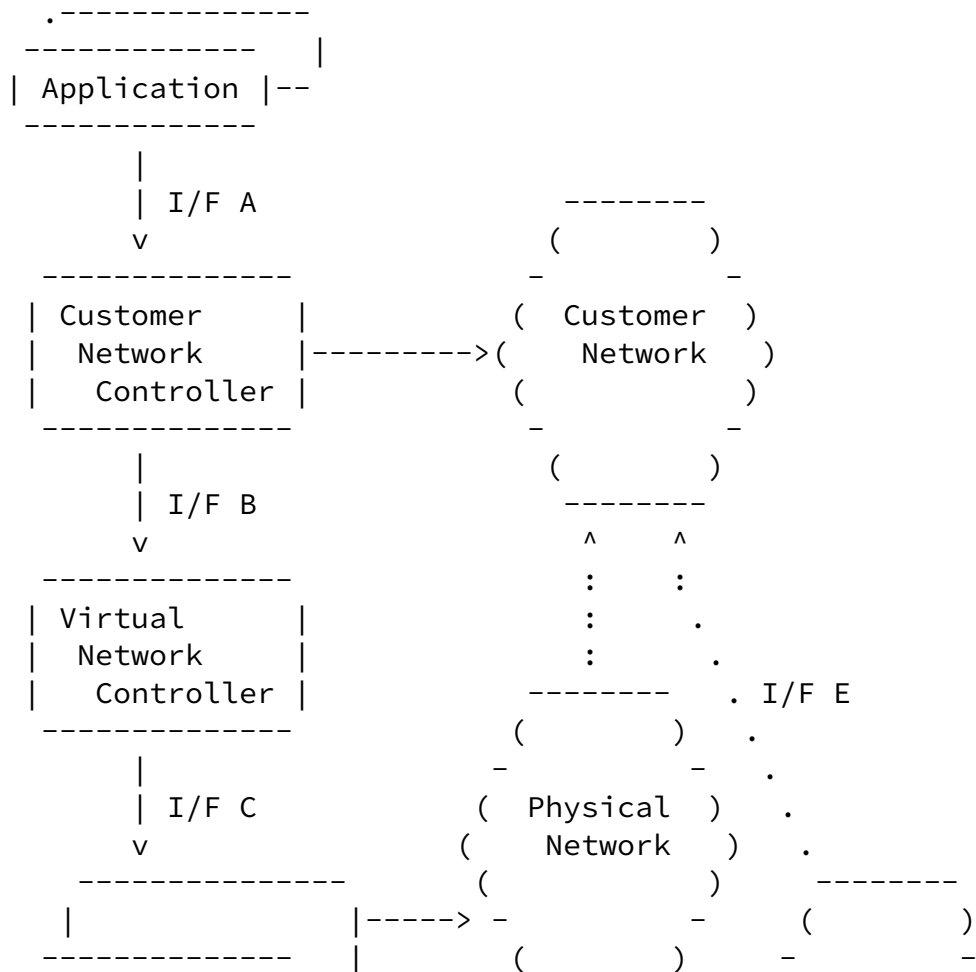 Application
I/F A
Customer
Network
Controller
Customer
Network
I/F B
Virtual
Network
Controller
I/F E
I/F C
Physical
Network